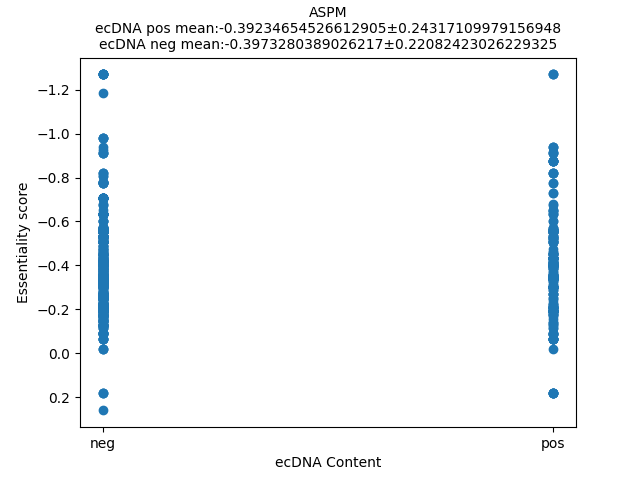 ASPM
ecDNA pos mean:-0.39234654526612905±0.24317109979156948
ecDNA neg mean:-0.3973280389026217±0.22082423026229325
Essentiality score
−1.2
−1.0
−0.8
−0.6
−0.4
−0.2
0.0
0.2
neg
pos
ecDNA Content